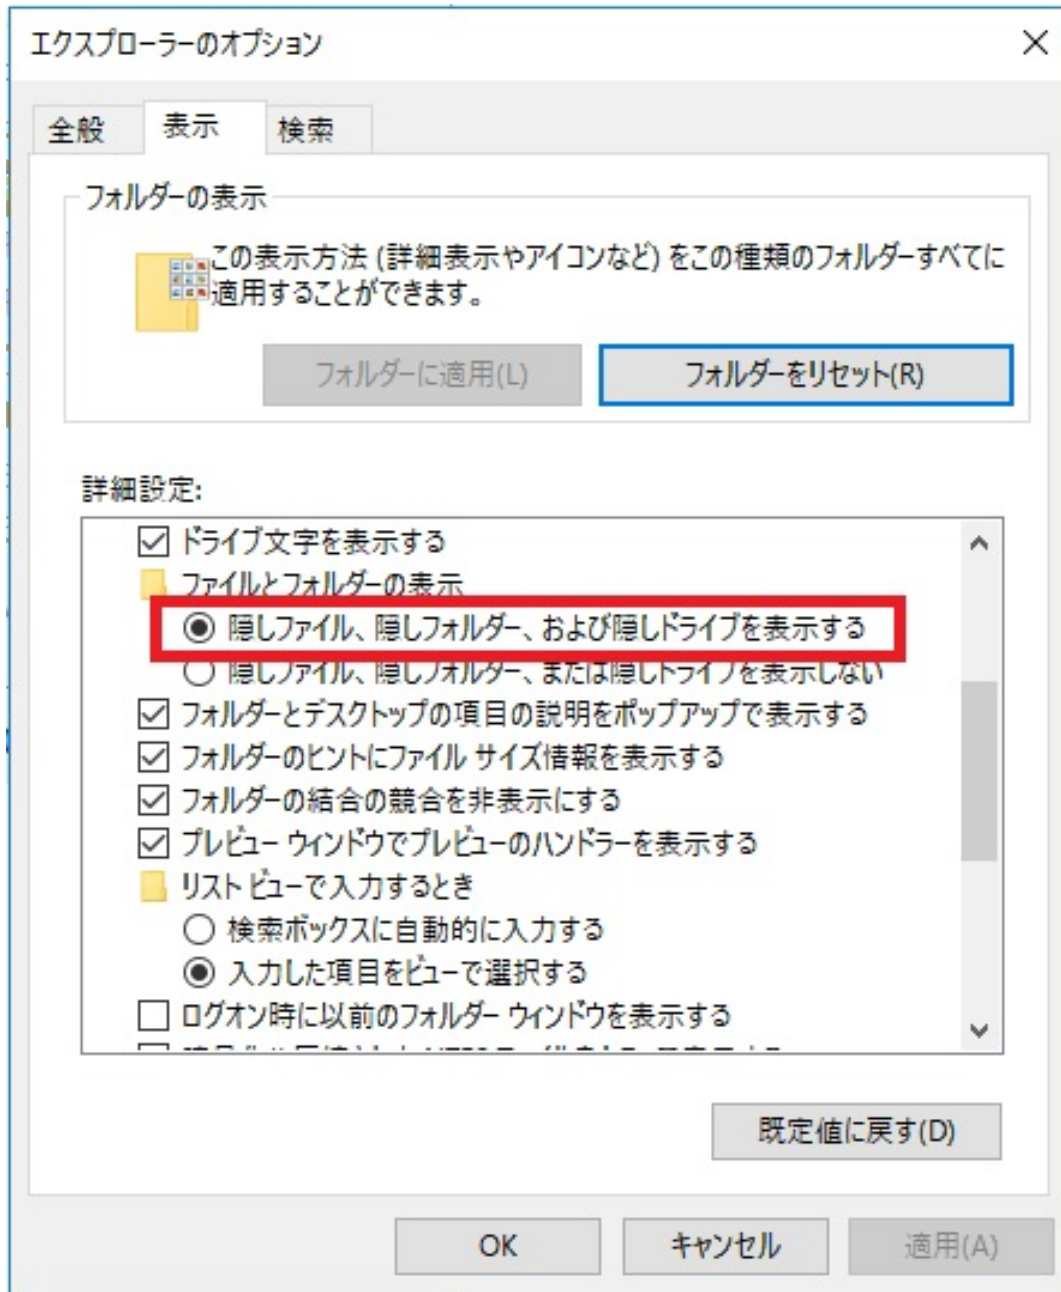 エクスプローラーのオプション
全般
表示
検索
フォルダーの表示
この表示方法 (詳細表示やアイコンなど) をこの種類のフォルダーすべてに
適用することができます。
フォルダーに適用(L)
フォルダーをリセット(R)
詳細設定:
ドライブ文字を表示する
ファイルとフォルダーの表示
隠しファイル、隠しフォルダー、および隠しドライブを表示する
隠しファイル、隠しフォルダー、または隠しドライブを表示しない
フォルダーとデスクトップの項目の説明をポップアップで表示する
フォルダーのヒントにファイル サイズ情報を表示する
フォルダーの結合の競合を非表示にする
プレビュー ウィンドウでプレビューのハンドラーを表示する
リスト ビューで入力するとき
検索ボックスに自動的に入力する
入力した項目をビューで選択する
ログオン時に以前のフォルダー ウィンドウを表示する
既定値に戻す(D)
OK
キャンセル
適用(A)